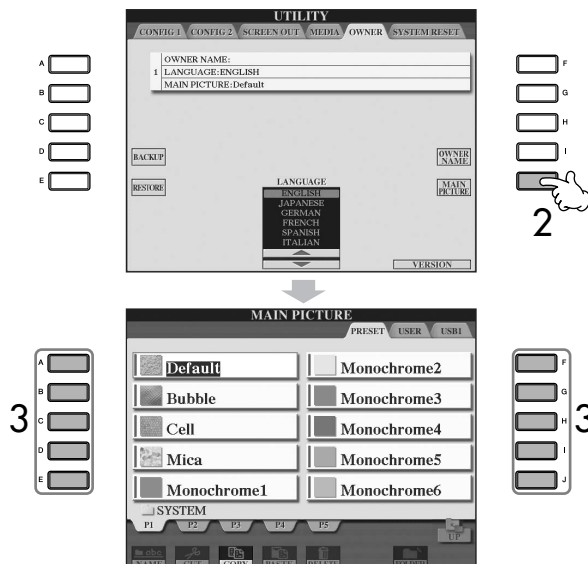 UTILITY
CONFIG 1 CONFIG 2 SCREEN OUT MEDIA OWNER SYSTEM RESET
OWNER NAME:
1 LANGUAGE:ENGLISH
MAIN PICTURE:Default
A
B
C
D
E
F
G
H
I
BACKUP
OWNER NAME
RESTORE
MAIN PICTURE
LANGUAGE
ENGLISH
JAPANESE
GERMAN
FRENCH
SPANISH
ITALIAN
VERSION
2
MAIN PICTURE
PRESET USER USB1
Default Monochrome2
Bubble Monochrome3
Cell Monochrome4
Mica Monochrome5
Monochrome1 Monochrome6
3
A
B
C
D
E
3
F
G
H
I
J
SYSTEM
P1 P2 P3 P4 P5
UP
abc
NAME CUT COPY PASTE DELETE FOLDER